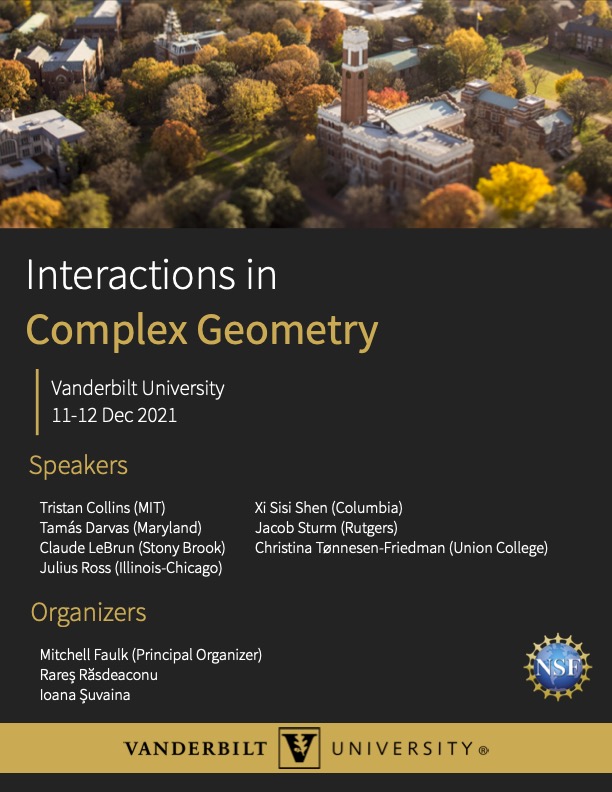 Interactions in
Complex Geometry
Vanderbilt University
11-12 Dec 2021
Speakers
Tristan Collins (MIT)
Tamás Darvas (Maryland)
Claude LeBrun (Stony Brook)
Julius Ross (Illinois-Chicago)
Xi Sisi Shen (Columbia)
Jacob Sturm (Rutgers)
Christina Tønnesen-Friedman (Union College)
Organizers
Mitchell Faulk (Principal Organizer)
Rareş Răsdeaconu
Ioana Şuvaina
NSF
VANDERBILT V UNIVERSITY®